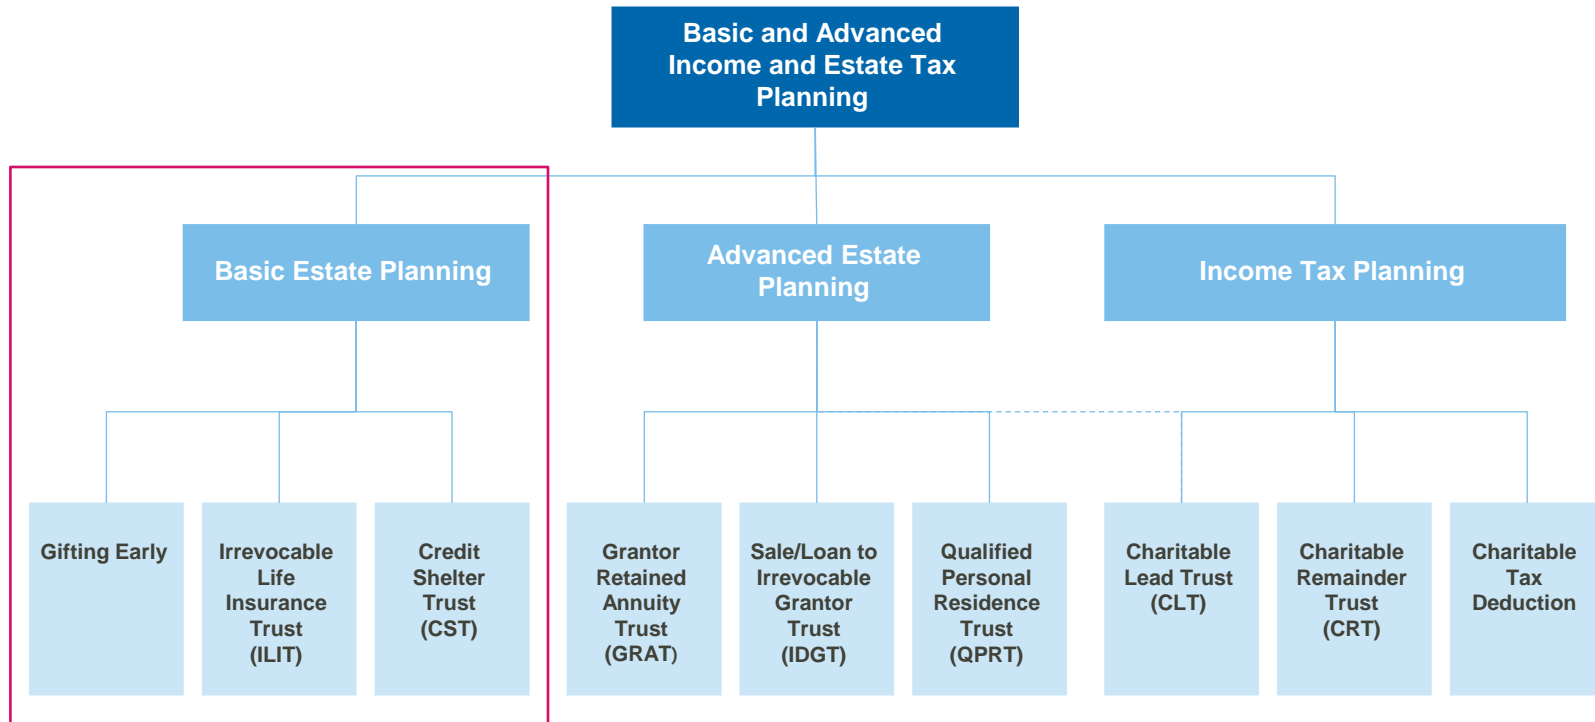 Basic and Advanced
Income and Estate Tax
Planning
Basic Estate Planning
Advanced Estate
Planning
Income Tax Planning
Gifting Early
Irrevocable
Life
Insurance
Trust
(ILIT)
Credit
Shelter
Trust
(CST)
Grantor
Retained
Annuity
Trust
(GRAT)
Sale/Loan to
Irrevocable
Grantor
Trust
(IDGT)
Qualified
Personal
Residence
Trust
(QPRT)
Charitable
Lead Trust
(CLT)
Charitable
Remainder
Trust
(CRT)
Charitable
Tax
Deduction